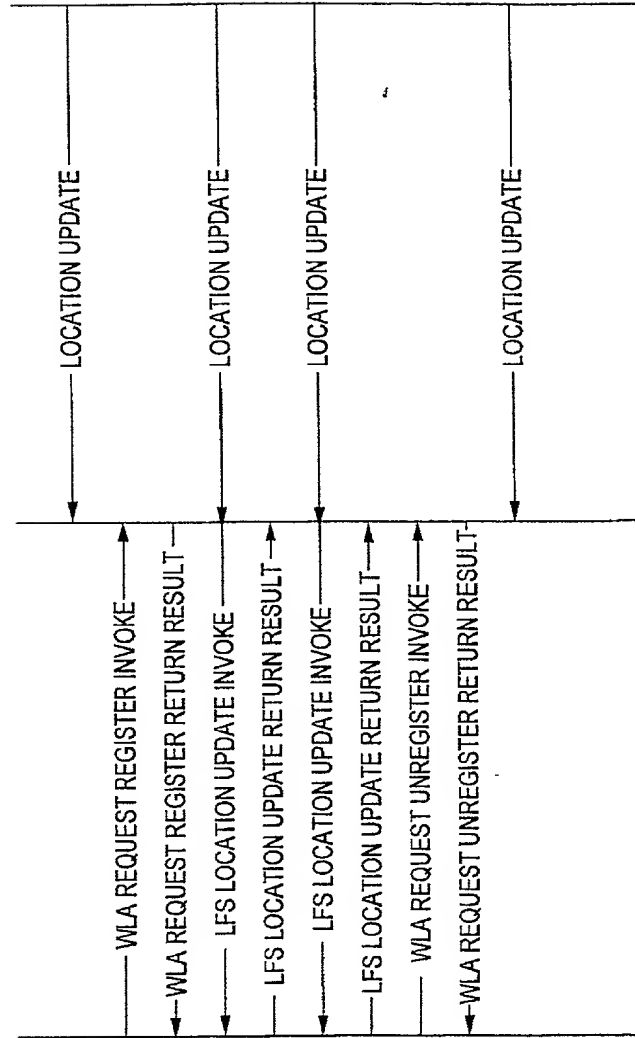 LOCATION UPDATE
WLA REQUEST REGISTER INVOKE
WLA REQUEST REGISTER RETURN RESULT
LOCATION UPDATE
LFS LOCATION UPDATE INVOKE
LFS LOCATION UPDATE RETURN RESULT
LOCATION UPDATE
LFS LOCATION UPDATE INVOKE
LFS LOCATION UPDATE RETURN RESULT
WLA REQUEST UNREGISTER INVOKE
WLA REQUEST UNREGISTER RETURN RESULT
LOCATION UPDATE